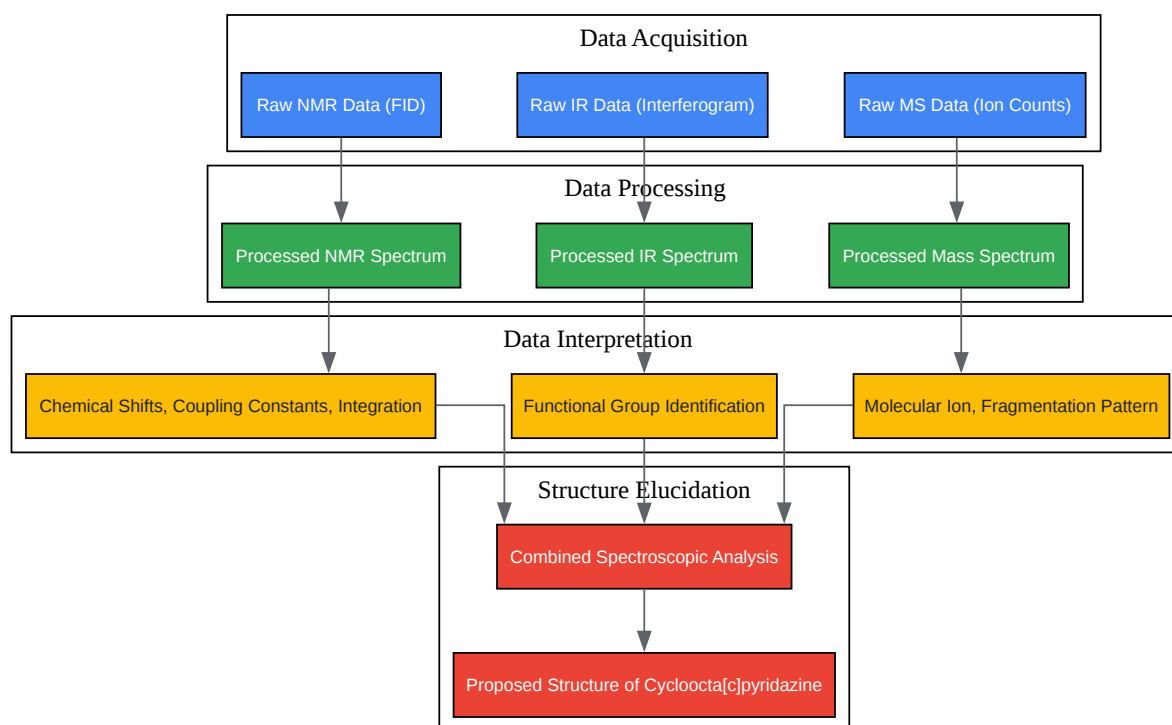 Data Acquisition
Raw NMR Data (FID)
Raw IR Data (Interferogram)
Raw MS Data (Ion Counts)
Data Processing
Processed NMR Spectrum
Processed IR Spectrum
Processed Mass Spectrum
Data Interpretation
Chemical Shifts, Coupling Constants, Integration
Functional Group Identification
Molecular Ion, Fragmentation Pattern
Structure Elucidation
Combined Spectroscopic Analysis
Proposed Structure of Cycloocta[c]pyridazine